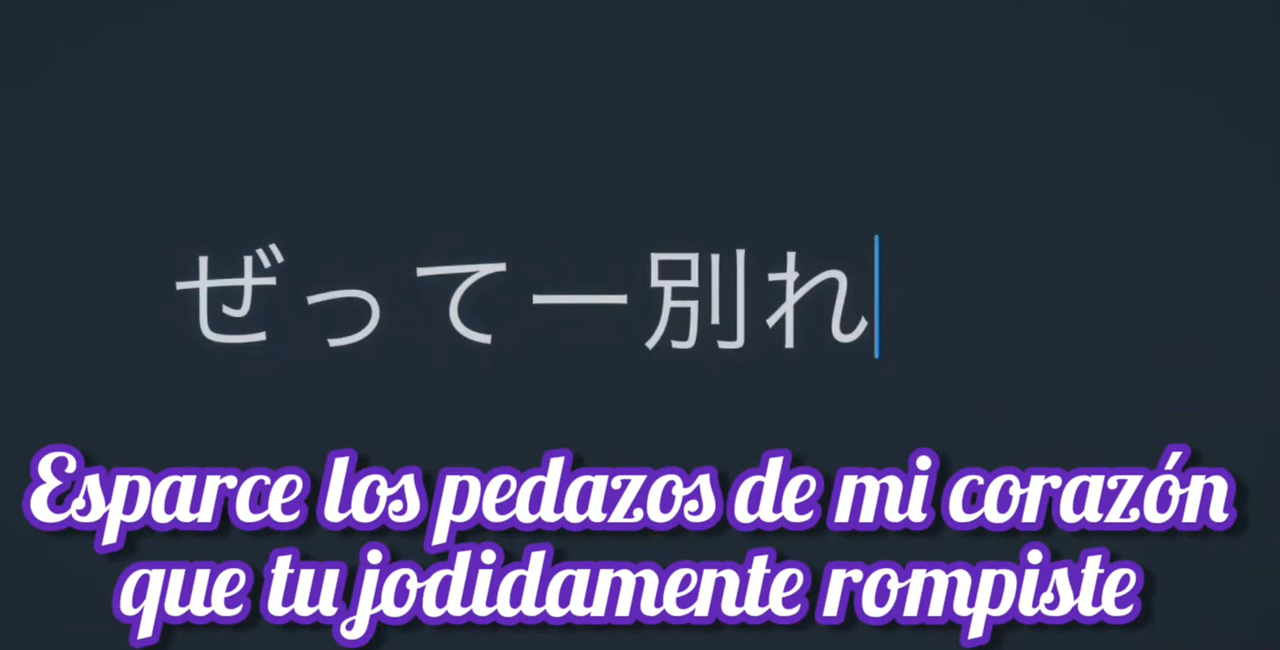 ぜってー別れ
Esparce los pedazos de mi corazón
que tu jodidamente rompiste